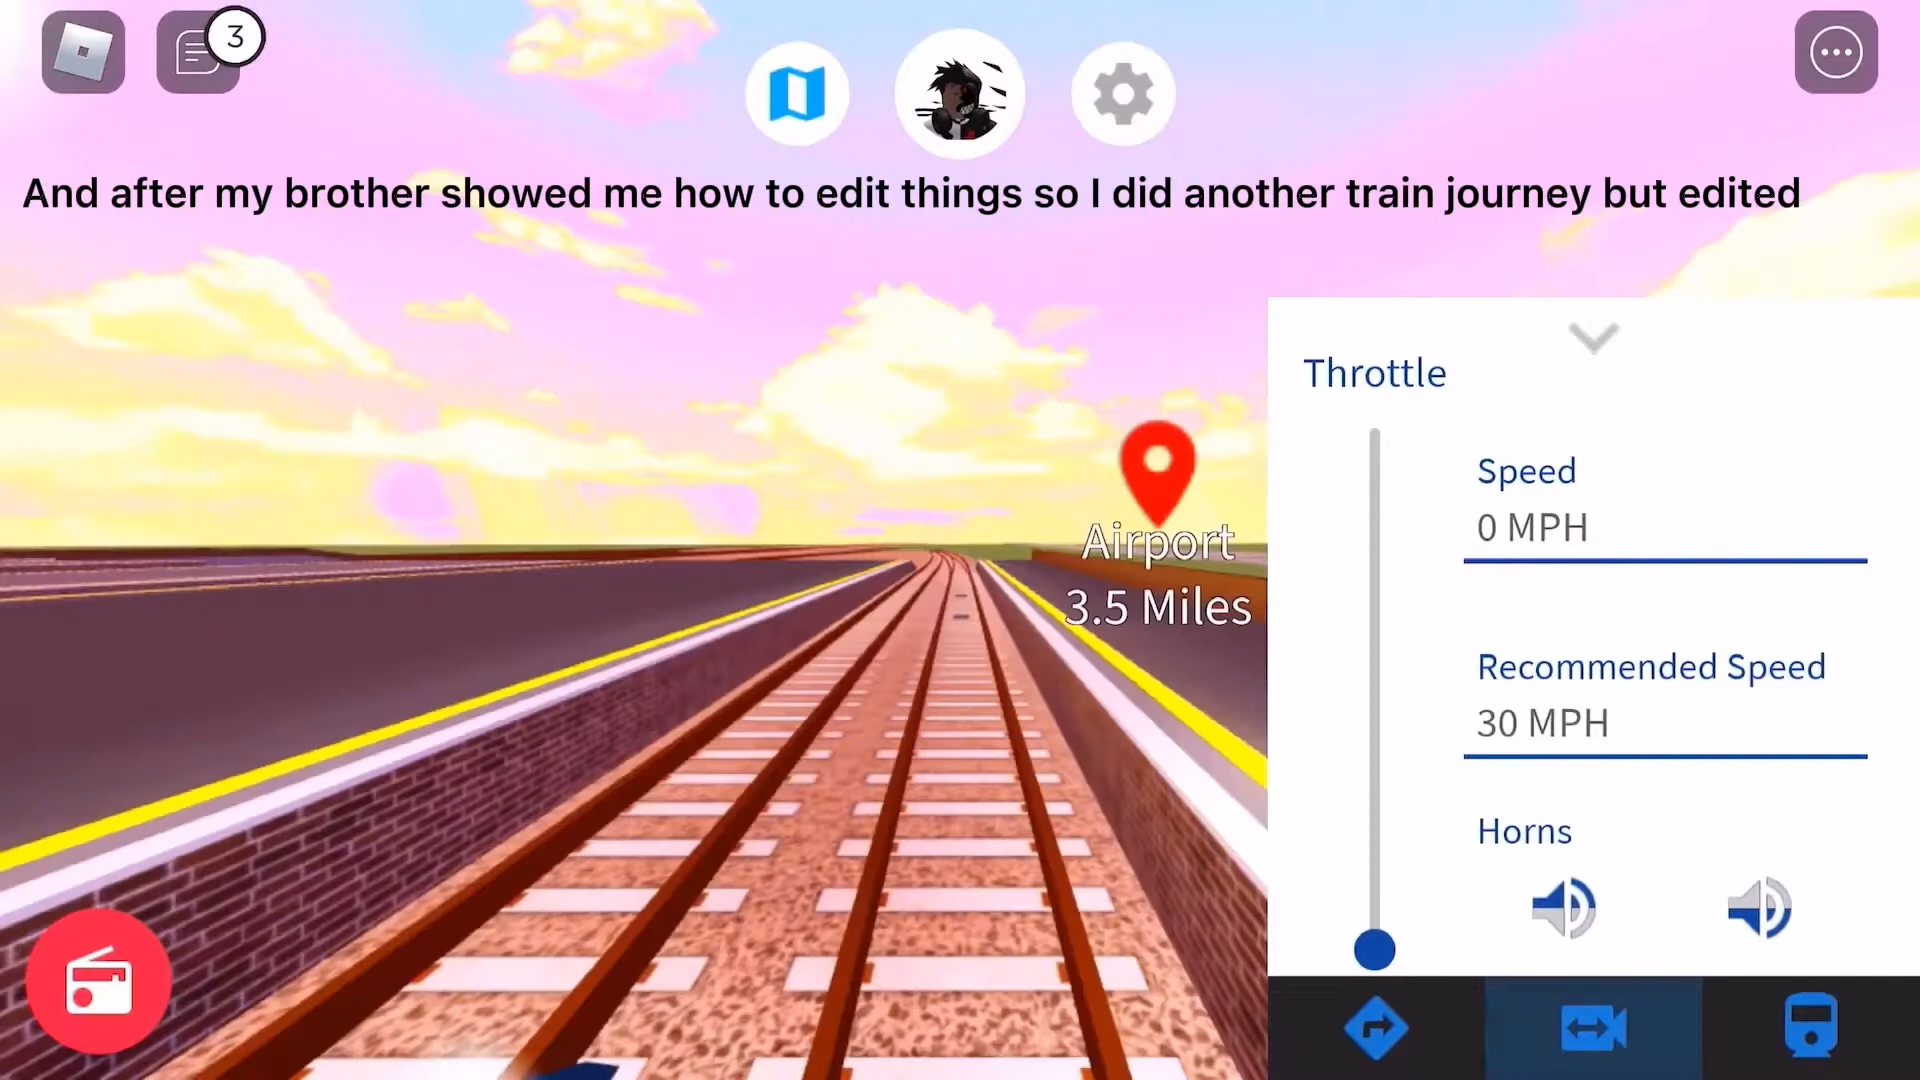 3
And after my brother showed me how to edit things so I did another train journey but edited
Throttle
Speed
0 MPH
Airport
3.5 Miles
Recommended Speed
30 MPH
Horns